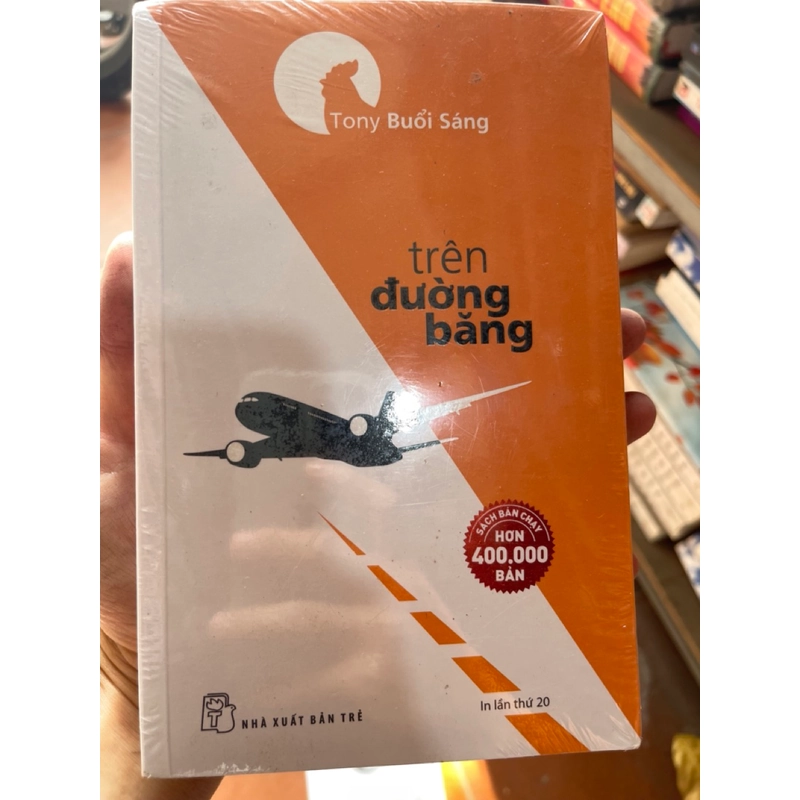 Tony Buổi Sáng
trên
đường
băng
SÁCH BÁN CHẠY
HƠN
400.000
BẢN
In lần thứ 20
T
NHÀ XUẤT BẢN TRẺ